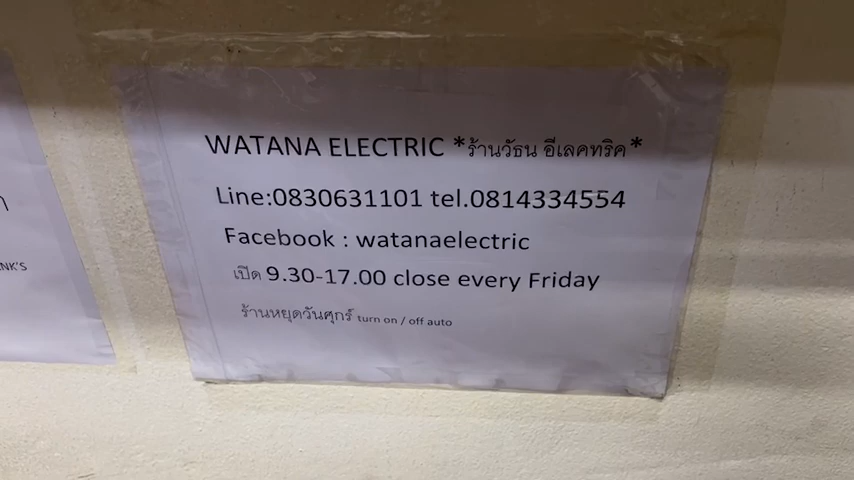 WATANA ELECTRIC *ร้านวัธน อีเลคทริค*
Line:0830631101 tel.0814334554
Facebook : watanaelectric
เปิด 9.30-17.00 close every Friday
ร้านหยุดวันศุกร์ turn on / off auto
NK'S